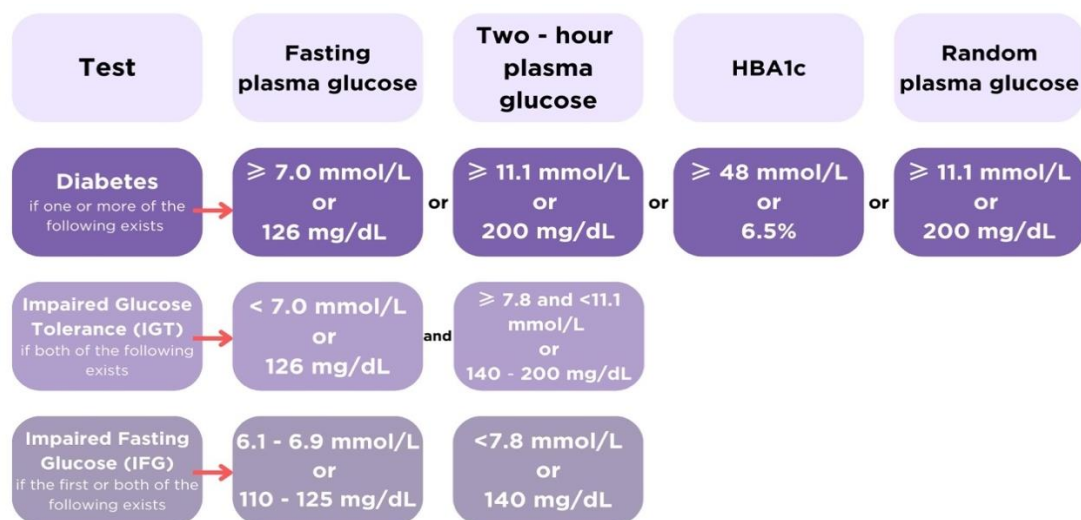 Test
Fasting
plasma glucose
Two - hour
plasma
glucose
HBA1c
Random
plasma glucose
Diabetes
if one or more of the
following exists
⩾ 7.0 mmol/L
or
126 mg/dL
or
⩾ 11.1 mmol/L
or
200 mg/dL
or
⩾ 48 mmol/L
or
6.5%
or
⩾ 11.1 mmol/L
or
200 mg/dL
Impaired Glucose
Tolerance (IGT)
if both of the following
exists
< 7.0 mmol/L
or
126 mg/dL
and
⩾ 7.8 and <11.1
mmol/L
or
140 - 200 mg/dL
Impaired Fasting
Glucose (IFG)
if the first or both of the
following exists
6.1 - 6.9 mmol/L
or
110 - 125 mg/dL
<7.8 mmol/L
or
140 mg/dL